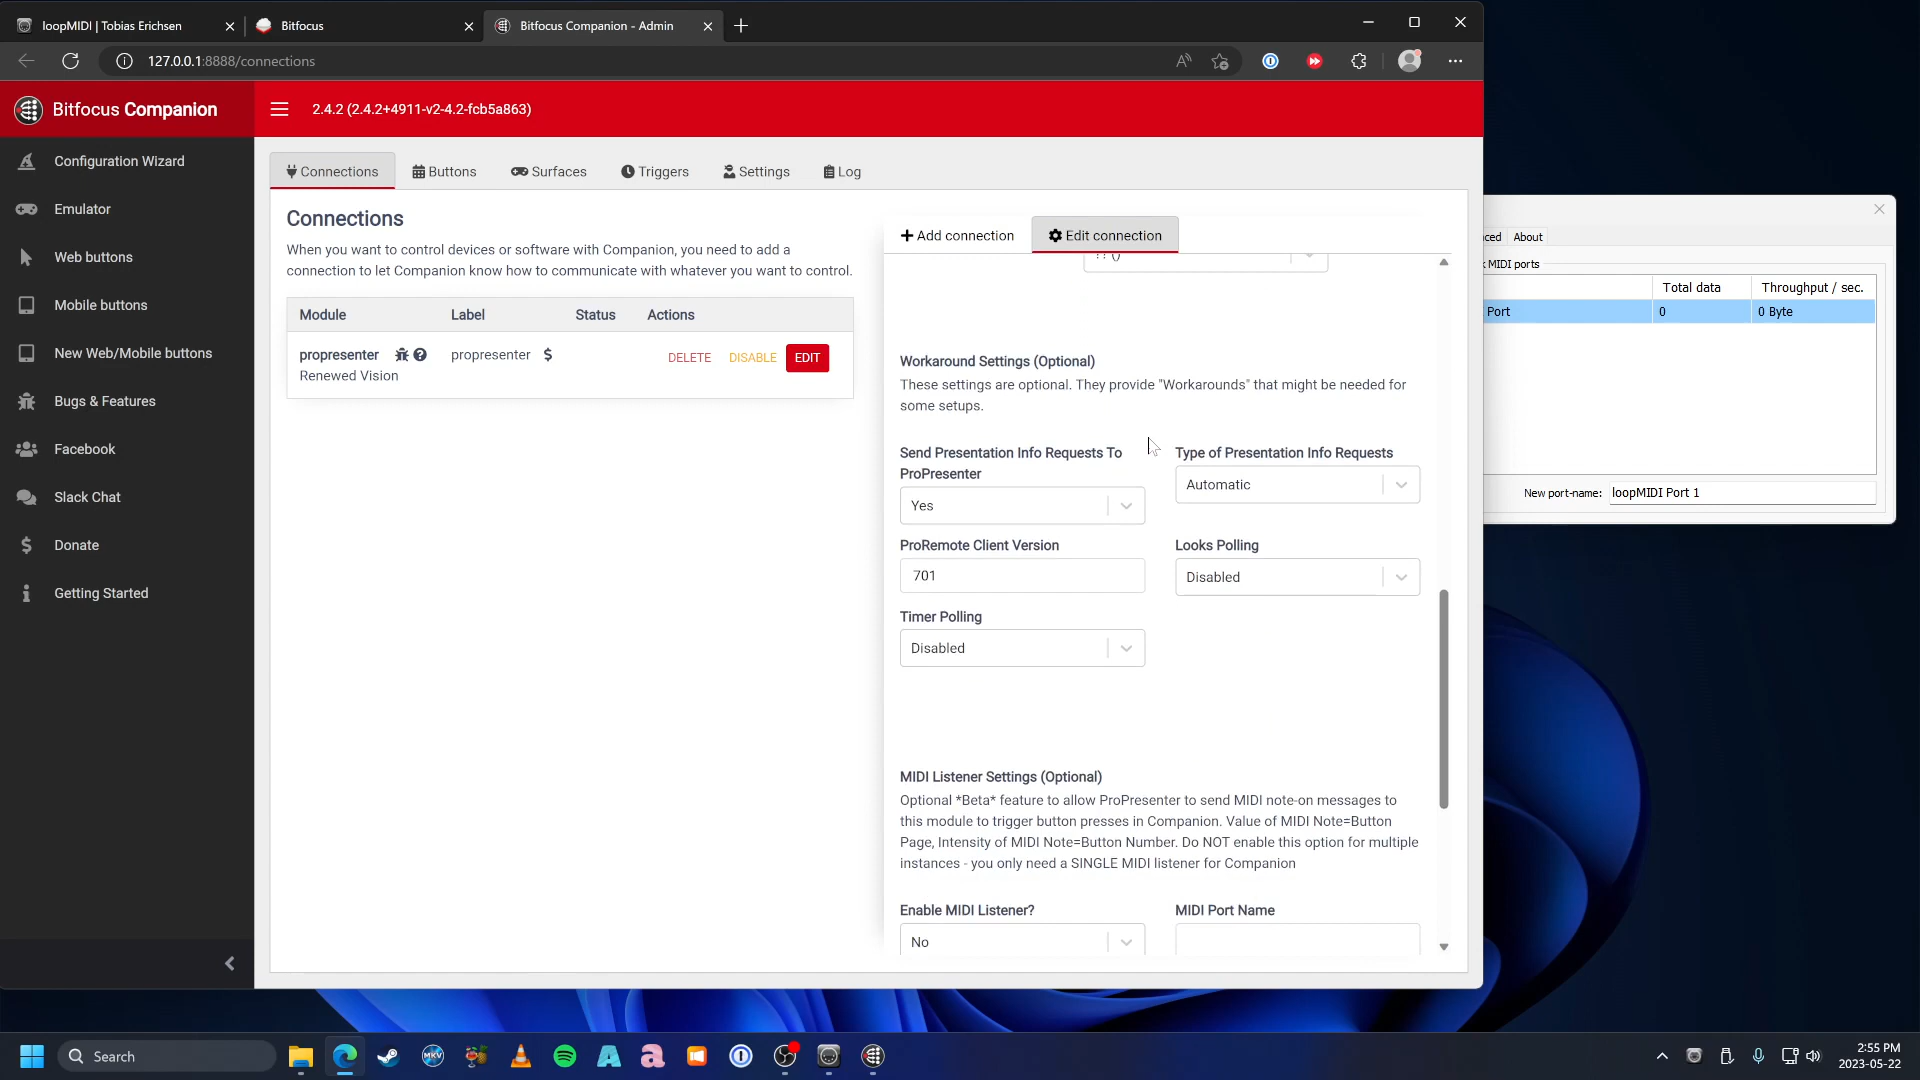 loopMIDI | Tobias Erichsen
Bitfocus
Bitfocus Companion - Admin
127.0.0.1:8888/connections
Bitfocus Companion
2.4.2 (2.4.2+4911-v2-4.2-fcb5a863)
Configuration Wizard
Emulator
Web buttons
Mobile buttons
New Web/Mobile buttons
Bugs & Features
Facebook
Slack Chat
Donate
Getting Started
Connections
Buttons
Surfaces
Triggers
Settings
Log
Connections
When you want to control devices or software with Companion, you need to add a
connection to let Companion know how to communicate with whatever you want to control.
Module Label Status Actions
propresenter propresenter $ DELETE DISABLE EDIT
Renewed Vision
Add connection
Edit connection
Workaround Settings (Optional)
These settings are optional. They provide "Workarounds" that might be needed for
some setups.
Send Presentation Info Requests To
ProPresenter
Yes
Type of Presentation Info Requests
Automatic
ProRemote Client Version
701
Looks Polling
Disabled
Timer Polling
Disabled
MIDI Listener Settings (Optional)
Optional *Beta* feature to allow ProPresenter to send MIDI note-on messages to
this module to trigger button presses in Companion. Value of MIDI Note=Button
Page, Intensity of MIDI Note=Button Number. Do NOT enable this option for multiple
instances - you only need a SINGLE MIDI listener for Companion
Enable MIDI Listener?
No
MIDI Port Name
About
MIDI ports
Total data Throughput / sec.
Port 0 0 Byte
New port-name: loopMIDI Port 1
Search
MKV
2:55 PM
2023-05-22